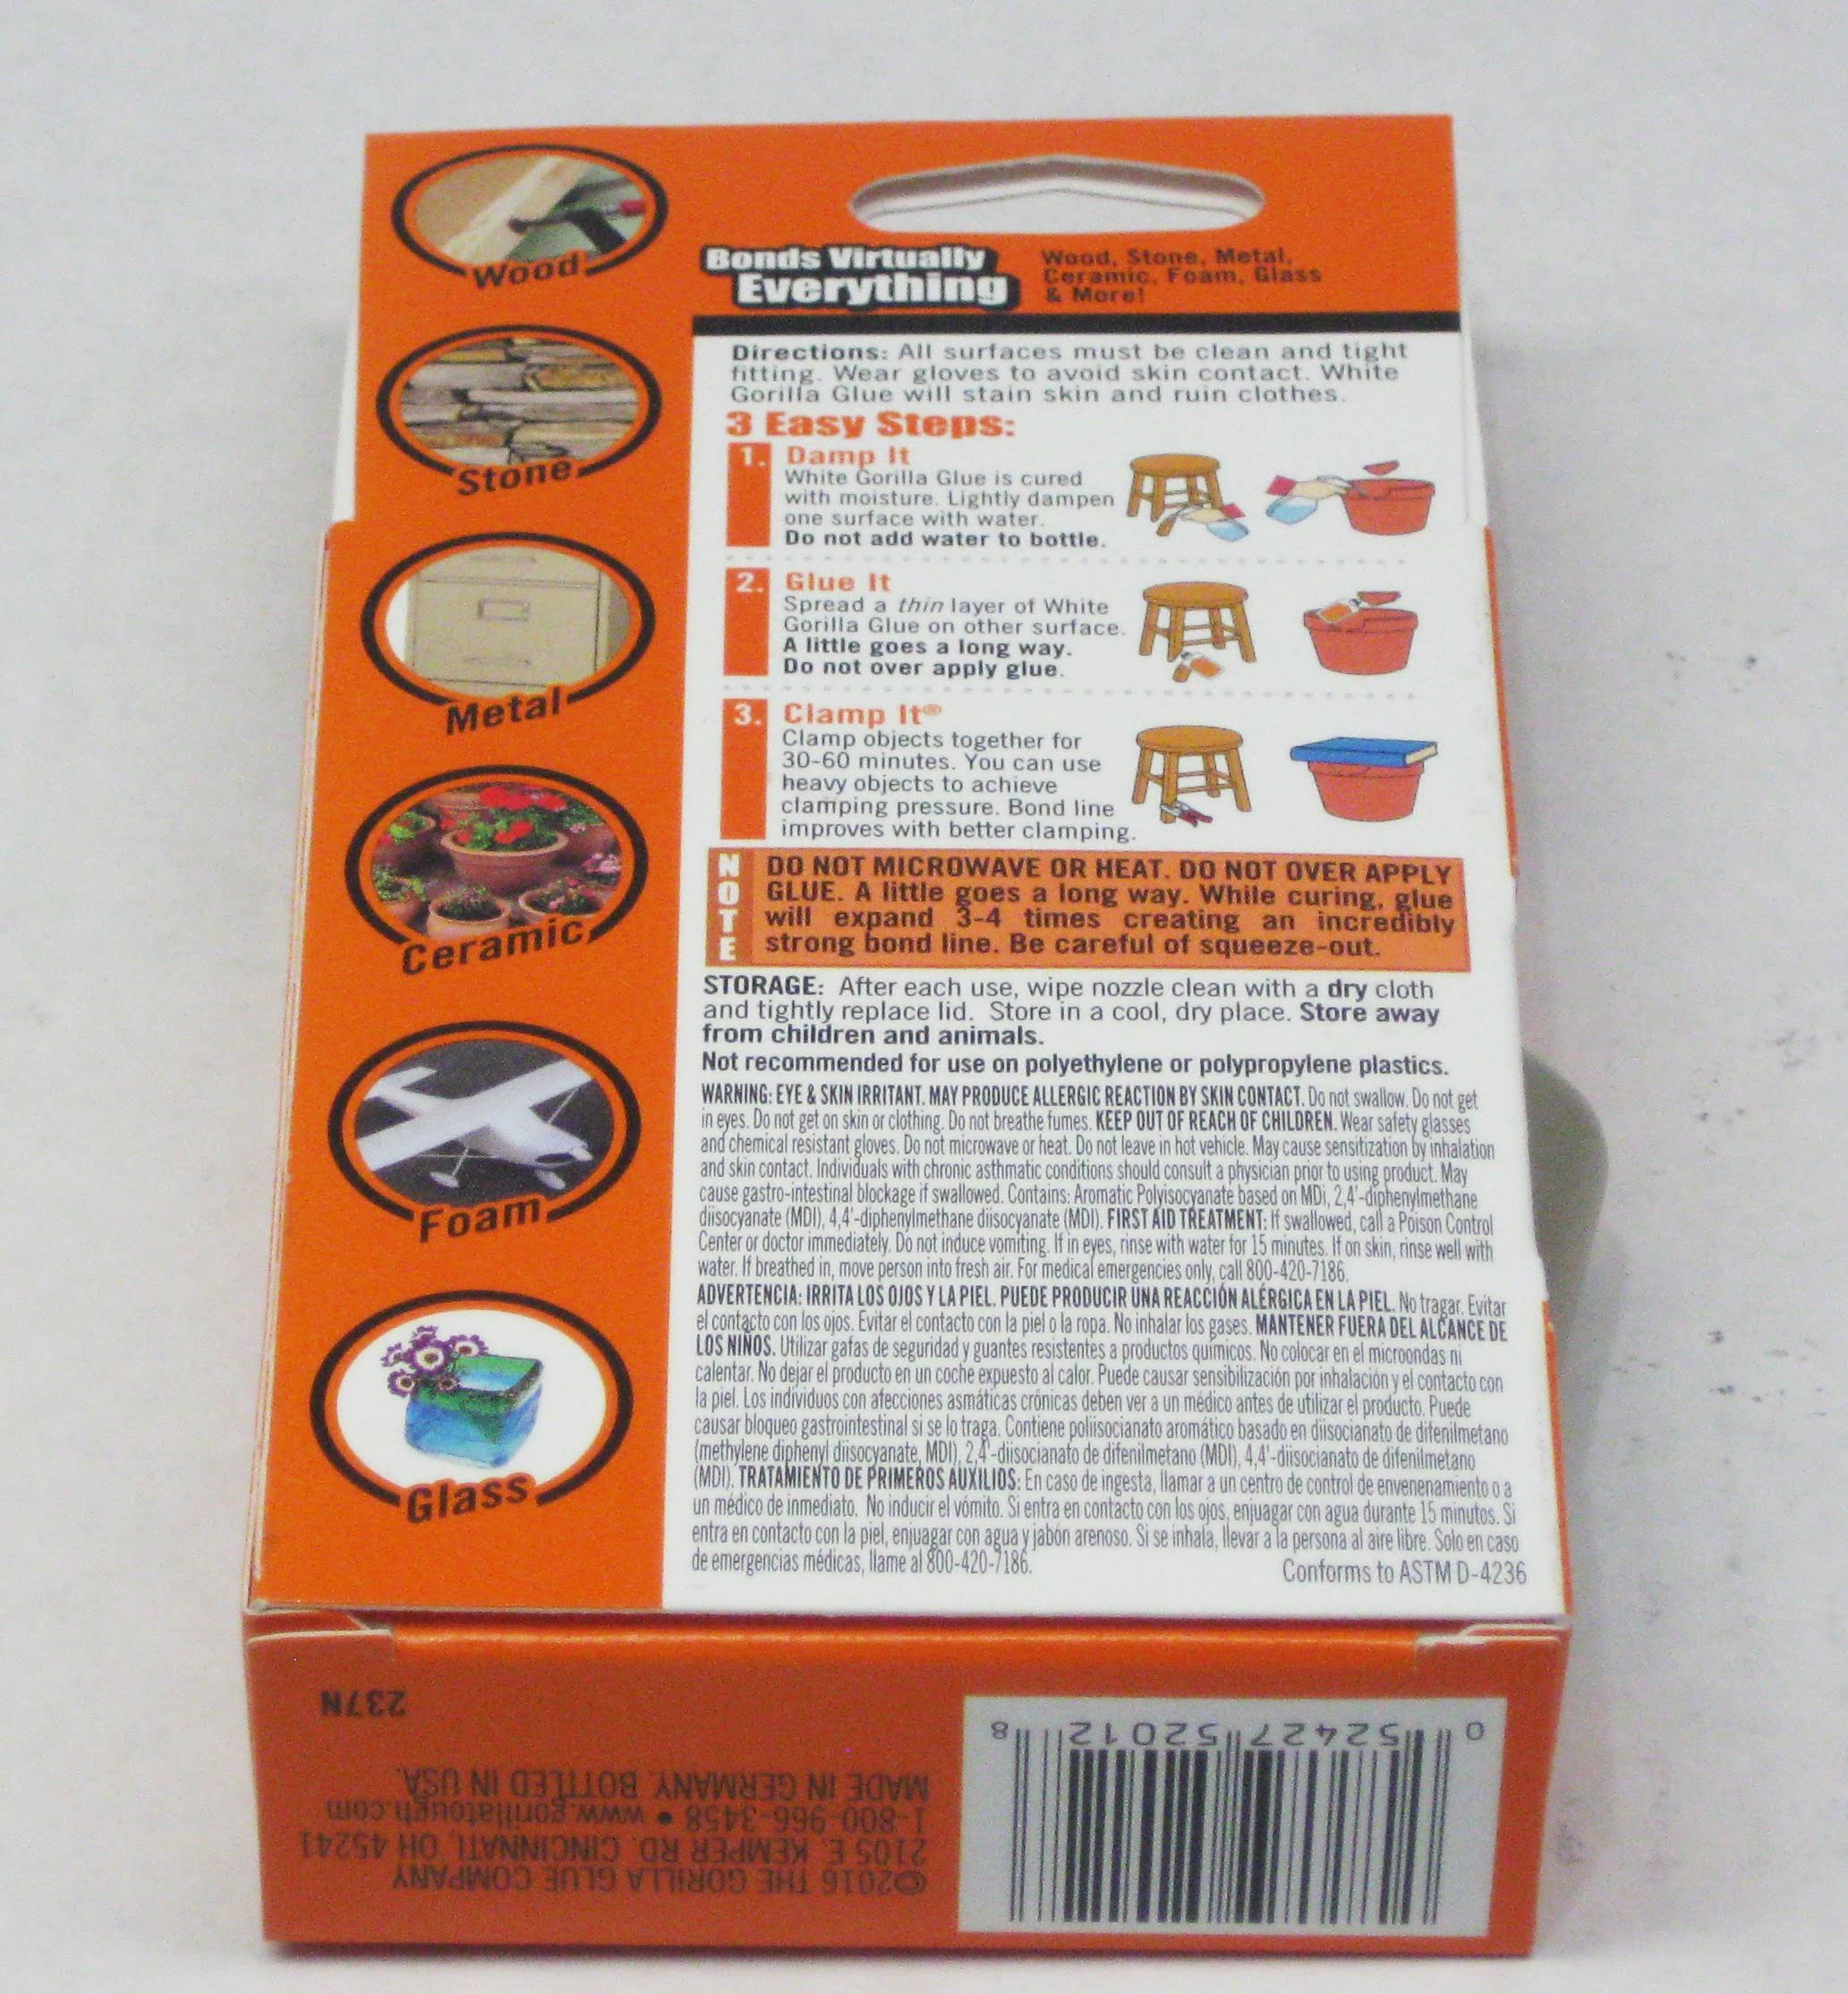 Wood
Stone
Metal
Ceramic
Foam
Glass
Bonds Virtually
Everything
Wood, Stone, Metal,
Ceramic, Foam, Glass
& More!
Directions: All surfaces must be clean and tight
fitting. Wear gloves to avoid skin contact. White
Gorilla Glue will stain skin and ruin clothes.
3 Easy Steps:
1. Damp It
White Gorilla Glue is cured
with moisture. Lightly dampen
one surface with water.
Do not add water to bottle.
2. Glue It
Spread a thin layer of White
Gorilla Glue on other surface.
A little goes a long way.
Do not over apply glue.
3. Clamp It®
Clamp objects together for
30-60 minutes. You can use
heavy objects to achieve
clamping pressure. Bond line
improves with better clamping.
NOTE
DO NOT MICROWAVE OR HEAT. DO NOT OVER APPLY
GLUE. A little goes a long way. While curing, glue
will expand 3-4 times creating an incredibly
strong bond line. Be careful of squeeze-out.
STORAGE: After each use, wipe nozzle clean with a dry cloth
and tightly replace lid. Store in a cool, dry place. Store away
from children and animals.
Not recommended for use on polyethylene or polypropylene plastics.
WARNING: EYE & SKIN IRRITANT. MAY PRODUCE ALLERGIC REACTION BY SKIN CONTACT. Do not swallow. Do not get
in eyes. Do not get on skin or clothing. Do not breathe fumes. KEEP OUT OF REACH OF CHILDREN. Wear safety glasses
and chemical resistant gloves. Do not microwave or heat. Do not leave in hot vehicle. May cause sensitization by inhalation
and skin contact. Individuals with chronic asthmatic conditions should consult a physician prior to using product. May
cause gastro-intestinal blockage if swallowed. Contains: Aromatic Polyisocyanate based on MDi, 2,4'-diphenylmethane
diisocyanate (MDI), 4,4'-diphenylmethane diisocyanate (MDI). FIRST AID TREATMENT: If swallowed, call a Poison Control
Center or doctor immediately. Do not induce vomiting. If in eyes, rinse with water for 15 minutes. If on skin, rinse well with
water. If breathed in, move person into fresh air. For medical emergencies only, call 800-420-7186.
ADVERTENCIA: IRRITA LOS OJOS Y LA PIEL. PUEDE PRODUCIR UNA REACCIÓN ALÉRGICA EN LA PIEL. No tragar. Evitar
el contacto con los ojos. Evitar el contacto con la piel o la ropa. No inhalar los gases. MANTENER FUERA DEL ALCANCE DE
LOS NIÑOS. Utilizar gafas de seguridad y guantes resistentes a productos químicos. No colocar en el microondas ni
calentar. No dejar el producto en un coche expuesto al calor. Puede causar sensibilización por inhalación y el contacto con
la piel. Los individuos con afecciones asmáticas crónicas deben ver a un médico antes de utilizar el producto. Puede
causar bloqueo gastrointestinal si se lo traga. Contiene poliisocianato aromático basado en diisocianato de difenilmetano
(methylene diphenyl diisocyanate, MDI), 2,4'-diisocianato de difenilmetano (MDI), 4,4'-diisocianato de difenilmetano
(MDI). TRATAMIENTO DE PRIMEROS AUXILIOS: En caso de ingesta, llamar a un centro de control de envenenamiento o a
un médico de inmediato. No inducir el vómito. Si entra en contacto con los ojos, enjuagar con agua durante 15 minutos. Si
entra en contacto con la piel, enjuagar con agua y jabón arenoso. Si se inhala, llevar a la persona al aire libre. Solo en caso
de emergencias médicas, llame al 800-420-7186.
Conforms to ASTM D-4236
©2016 THE GORILLA GLUE COMPANY
2105 E. KEMPER RD. CINCINNATI, OH 45241
1-800-966-3458 • www.gorillatough.com
MADE IN GERMANY. BOTTLED IN USA.
237N
0 52427 52012 8